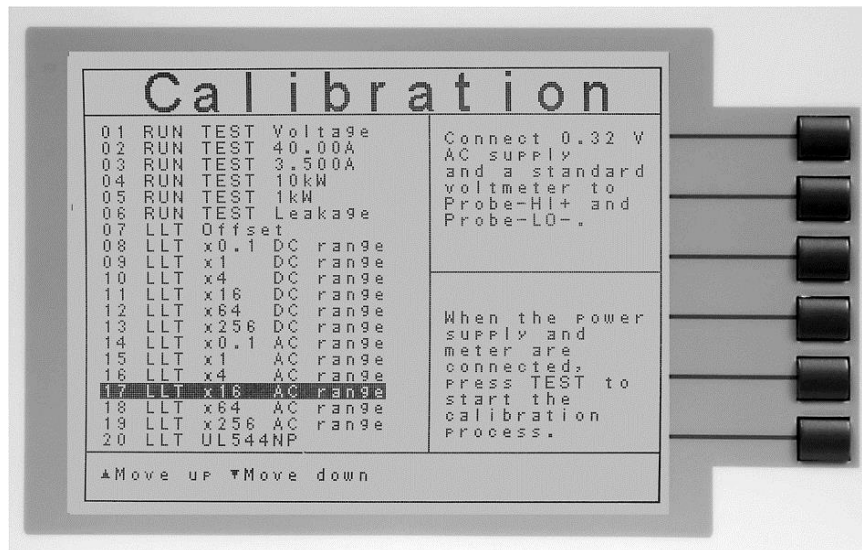 Calibration
01 RUN TEST Voltage
02 RUN TEST 40.00A
03 RUN TEST 3.500A
04 RUN TEST 10kW
05 RUN TEST 1kW
06 RUN TEST Leakage
07 LLT Offset
08 LLT x0.1 DC range
09 LLT x1 DC range
10 LLT x4 DC range
11 LLT x16 DC range
12 LLT x64 DC range
13 LLT x256 DC range
14 LLT x0.1 AC range
15 LLT x1 AC range
16 LLT x4 AC range
17 LLT x16 AC range
18 LLT x64 AC range
19 LLT x256 AC range
20 LLT UL544NP
Connect 0.32 V
AC supply
and a standard
voltmeter to
Probe-HI+ and
Probe-LO-.
When the power
supply and
meter are
connected,
press TEST to
start the
calibration
process.
▲Move up ▼Move down